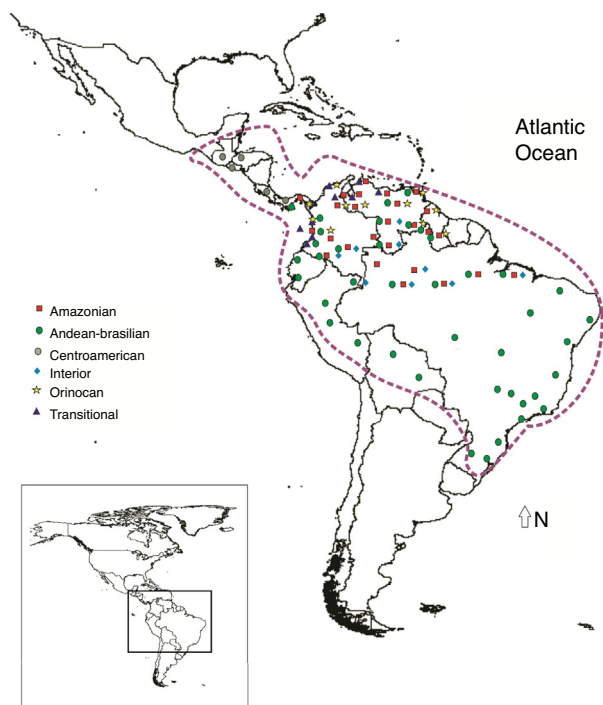 Atlantic
Ocean
Amazonian
Andean-brasilian
Centroamerican
Interior
Orinocan
Transitional
N